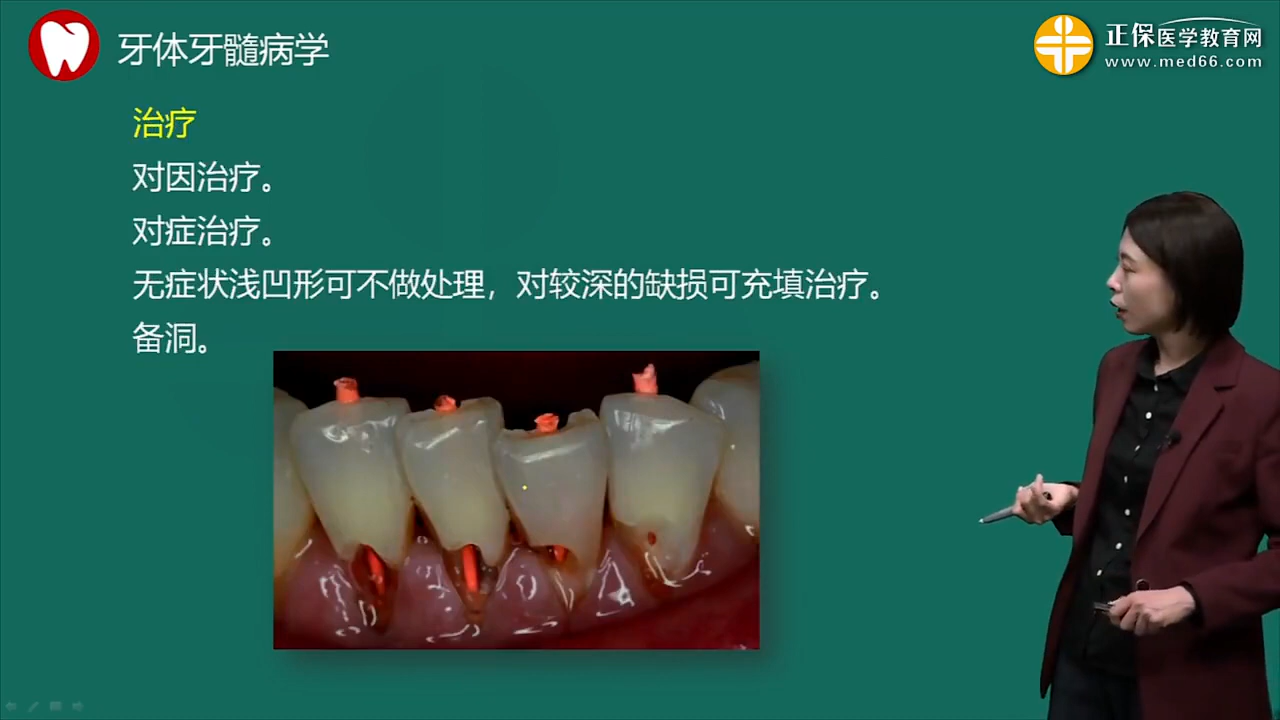 牙体牙髓病学
正保医学教育网
www.med66.com
治疗
对因治疗。
对症治疗。
无症状浅凹形可不做处理，对较深的缺损可充填治疗。
备洞。